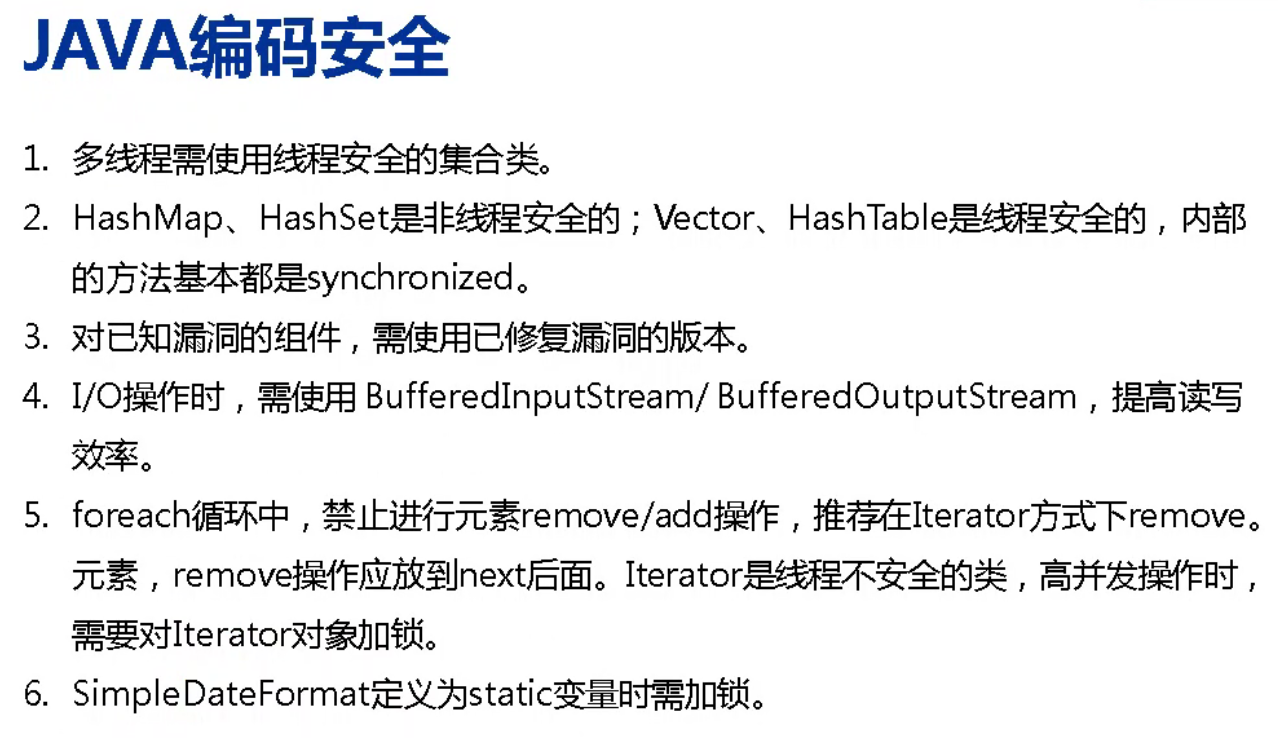 JAVA编码安全
1. 多线程需使用线程安全的集合类。
2. HashMap、HashSet是非线程安全的；Vector、HashTable是线程安全的，内部
的方法基本都是synchronized。
3. 对已知漏洞的组件，需使用已修复漏洞的版本。
4. I/O操作时，需使用 BufferedInputStream/ BufferedOutputStream，提高读写
效率。
5. foreach循环中，禁止进行元素remove/add操作，推荐在Iterator方式下remove。
元素，remove操作应放到next后面。Iterator是线程不安全的类，高并发操作时，
需要对Iterator对象加锁。
6. SimpleDateFormat定义为static变量时需加锁。